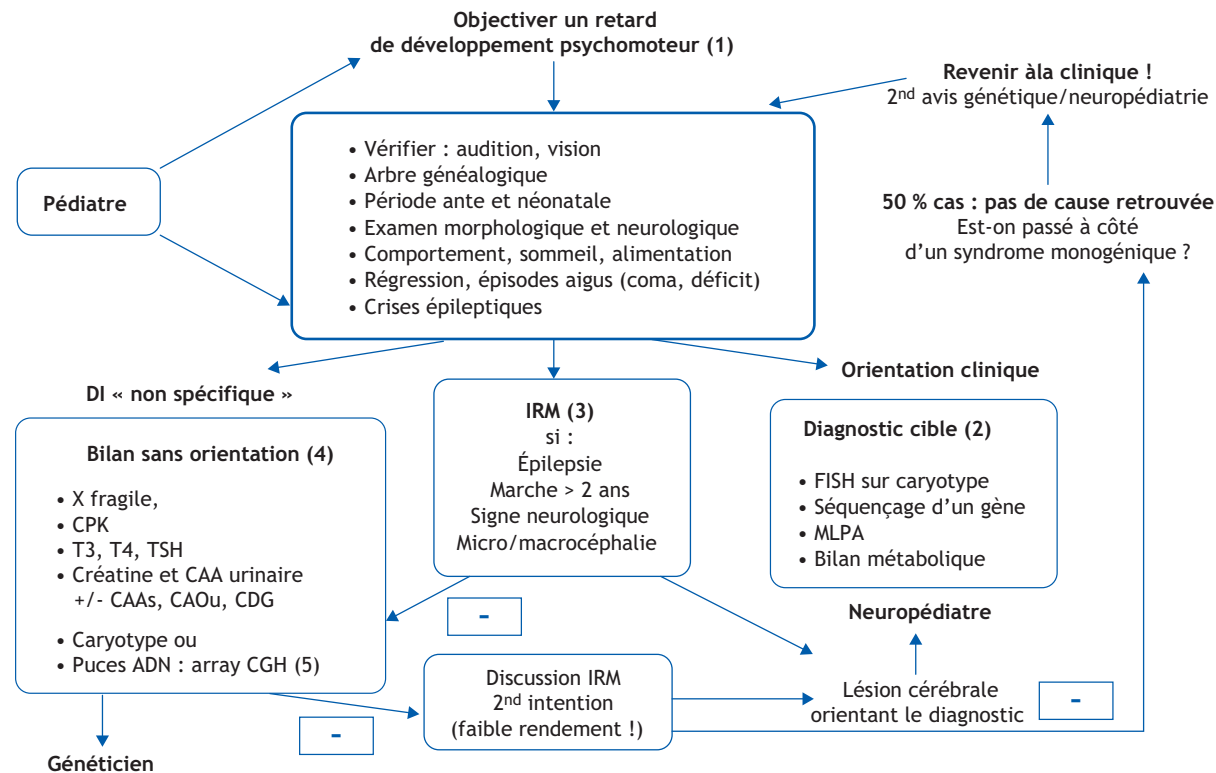 Objectiver un retard
de développement psychomoteur (1)
Revenir àla clinique !
2nd avis génétique/neuropédiatrie
Pédiatre
• Vérifier : audition, vision
• Arbre généalogique
• Période ante et néonatale
• Examen morphologique et neurologique
• Comportement, sommeil, alimentation
• Régression, épisodes aigus (coma, déficit)
• Crises épileptiques
50 % cas : pas de cause retrouvée
Est-on passé à côté
d'un syndrome monogénique ?
DI « non spécifique »
Bilan sans orientation (4)
• X fragile,
• CPK
• T3, T4, TSH
• Créatine et CAA urinaire
+/- CAAs, CAOu, CDG
• Caryotype ou
• Puces ADN : array CGH (5)
IRM (3)
si :
Épilepsie
Marche > 2 ans
Signe neurologique
Micro/macrocéphalie
Orientation clinique
Diagnostic cible (2)
• FISH sur caryotype
• Séquençage d'un gène
• MLPA
• Bilan métabolique
-
Neuropédiatre
Discussion IRM
2nd intention
(faible rendement !)
Lésion cérébrale
orientant le diagnostic
-
-
Généticien